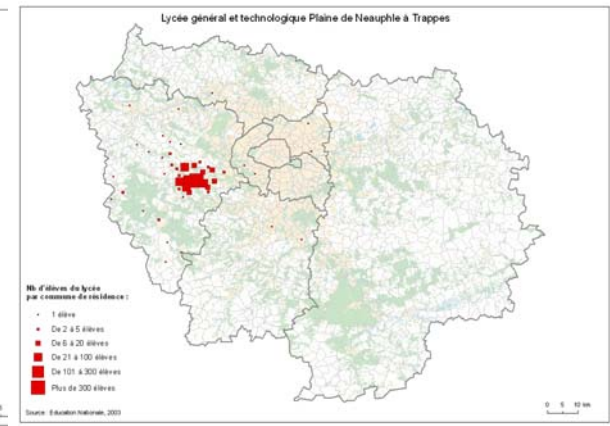 Lycée général et technologique Plaine de Neauphle à Trappes
Nb d'élèves du lycée
par commune de résidence :
1 élève
De 2 à 5 élèves
De 6 à 20 élèves
De 21 à 100 élèves
De 101 à 300 élèves
Plus de 300 élèves
Source : Education Nationale, 2003
0 5 10 km